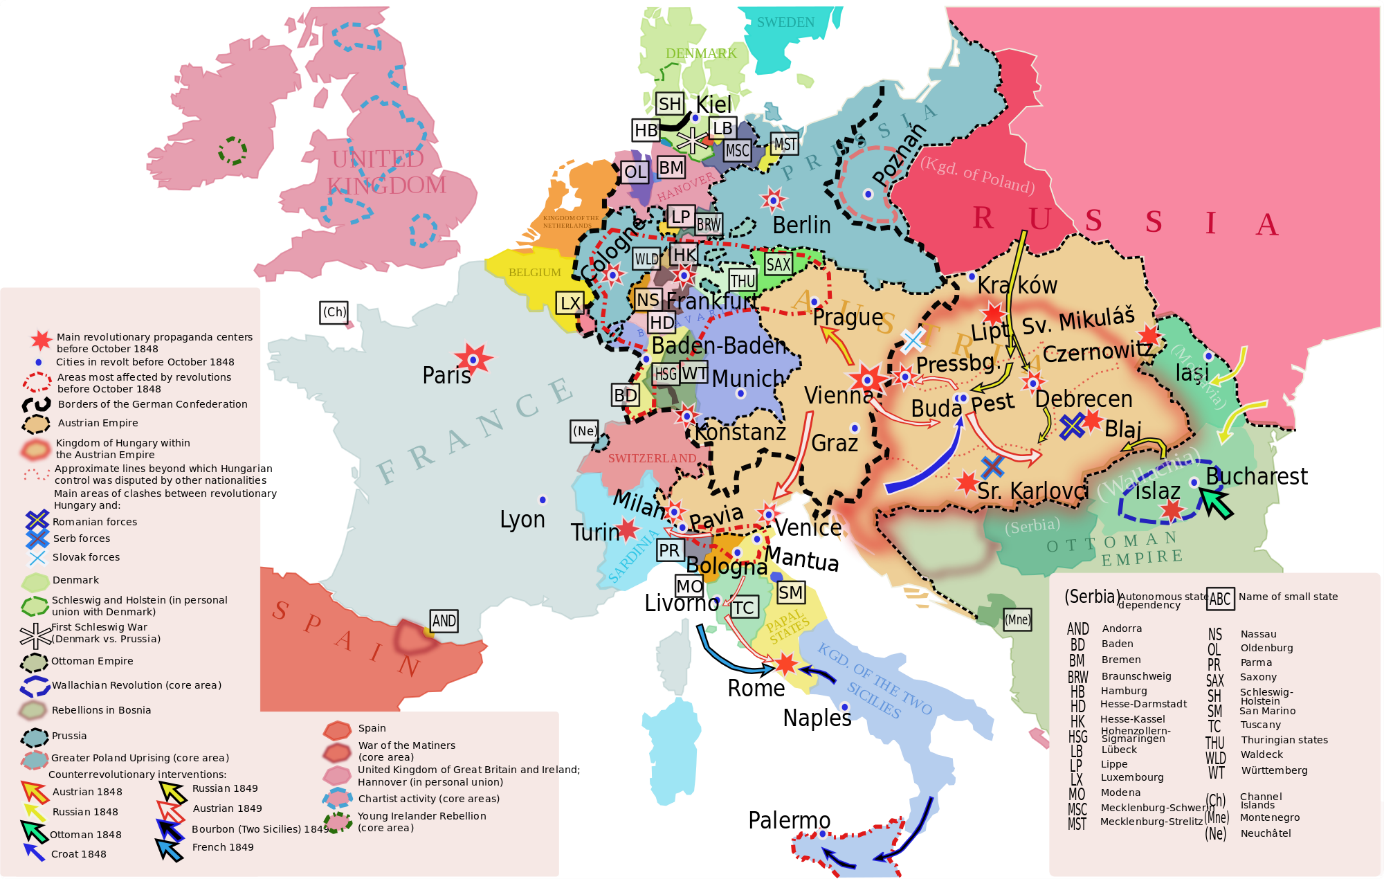 SWEDEN
DENMARK
SH
Kiel
HB
LB
MSC
MST
OL
BM
HANOVER
PRUSSIA
Poznań
(Kgd. of Poland)
RUSSIA
UNITED
KINGDOM
KINGDOM OF THE
NETHERLANDS
LP
BRW
Berlin
Cologne
WLD
HK
SAX
THU
BELGIUM
LX
NS
Frankfurt
HD
BAVARIA
AUSTRIA
Prague
Kraków
Lipt. Sv. Mikuláš
Czernowitz
Iasi
(Moldavia)
(Ch)
Baden-Baden
HSG
WT
Munich
BD
Paris
FRANCE
Vienna
Pressbg.
Buda
Pest
Debrecen
Blaj
(Ne)
Konstanz
Graz
SWITZERLAND
Sr. Karlovci
(Wallachia)
Islaz
Bucharest
Lyon
Turin
Milan
Pavia
Venice
SARDINIA
PR
Bologna
Mantua
(Serbia)
OTTOMAN
EMPIRE
MO
Livorno
TC
SM
PAPAL
STATES
(Mne)
AND
SPAIN
Rome
KGD. OF THE TWO
SICILIES
Naples
Palermo
Main revolutionary propaganda centers
before October 1848
Cities in revolt before October 1848
Areas most affected by revolutions
before October 1848
Borders of the German Confederation
Austrian Empire
Kingdom of Hungary within
the Austrian Empire
Approximate lines beyond which Hungarian
control was disputed by other nationalities
Main areas of clashes between revolutionary
Hungary and:
Romanian forces
Serb forces
Slovak forces
Denmark
Schleswig and Holstein (in personal
union with Denmark)
First Schleswig War
(Denmark vs. Prussia)
Ottoman Empire
Wallachian Revolution (core area)
Rebellions in Bosnia
Prussia
Greater Poland Uprising (core area)
Counterrevolutionary interventions:
Austrian 1848
Russian 1848
Ottoman 1848
Croat 1848
Russian 1849
Austrian 1849
Bourbon (Two Sicilies) 1849
French 1849
Spain
War of the Matiners
(core area)
United Kingdom of Great Britain and Ireland;
Hannover (in personal union)
Chartist activity (core areas)
Young Irelander Rebellion
(core area)
(Serbia) Autonomous state,
dependency
ABC Name of small state
AND Andorra
BD Baden
BM Bremen
BRW Braunschweig
HB Hamburg
HD Hesse-Darmstadt
HK Hesse-Kassel
HSG Hohenzollern-
Sigmaringen
LB Lübeck
LP Lippe
LX Luxembourg
MO Modena
MSC Mecklenburg-Schwerin
MST Mecklenburg-Strelitz
NS Nassau
OL Oldenburg
PR Parma
SAX Saxony
SH Schleswig-
Holstein
SM San Marino
TC Tuscany
THU Thuringian states
WLD Waldeck
WT Württemberg
(Ch) Channel
Islands
(Mne) Montenegro
(Ne) Neuchâtel